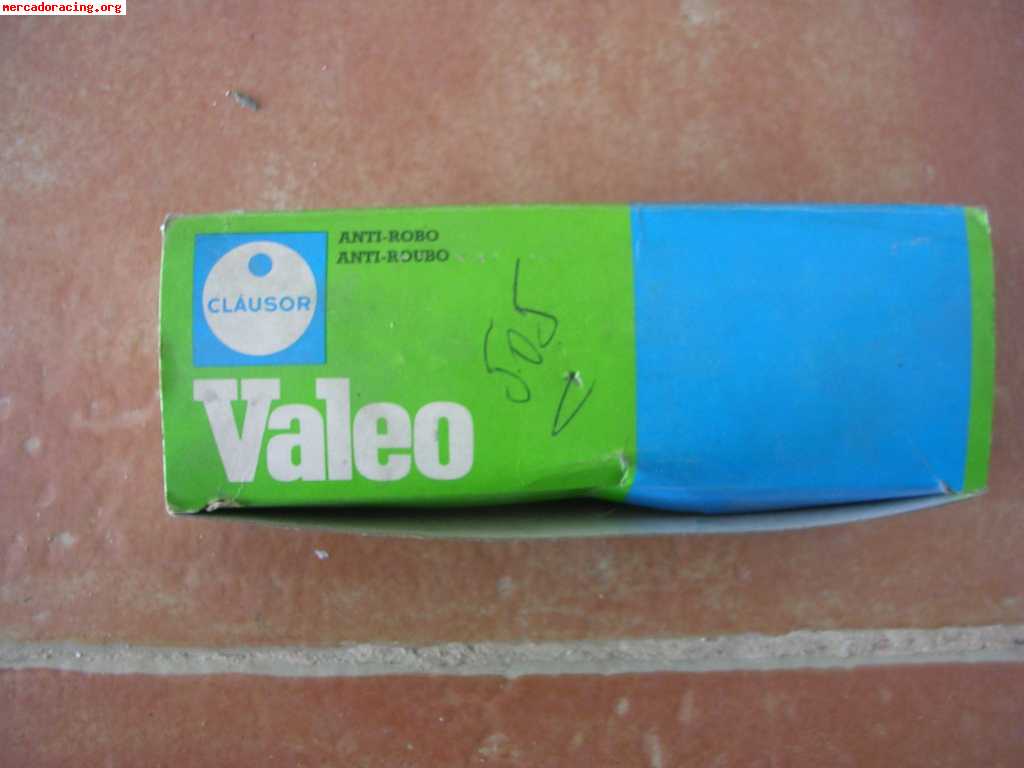 mercadoracing.org
ANTI-ROBO
ANTI-ROUBO
CLÁUSOR
505
Valeo